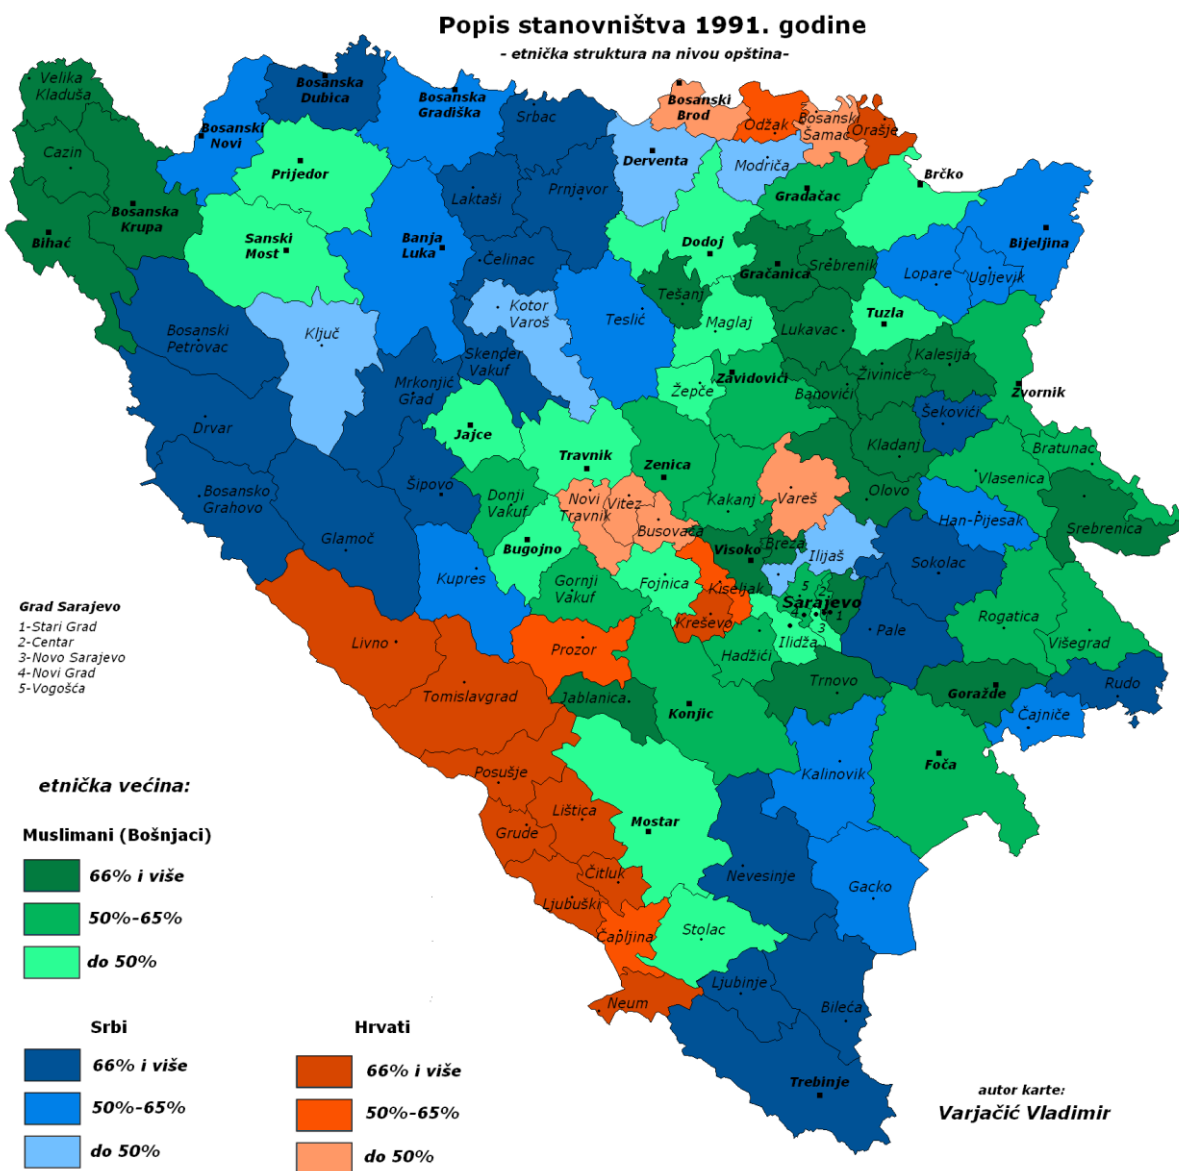 Popis stanovništva 1991. godine
- etnička struktura na nivou opština-
Velika
Kladuša
Cazin
Bihać
Bosanska
Krupa
Bosanski
Novi
Bosanska
Dubica
Bosanska
Gradiška
Prijedor
Sanski
Most
Banja
Luka
Srbac
Laktaši
Prnjavor
Čelinac
Derventa
Bosanski
Brod
Odžak
Bosanski
Šamac
Orašje
Modriča
Gradačac
Brčko
Bijeljina
Lopare
Ugljevik
Dodoj
Gračanica
Srebrenik
Tešanj
Maglaj
Lukavac
Tuzla
Kalesija
Živinice
Banovići
Zavidovići
Žepče
Teslić
Kotor
Varoš
Skender
Vakuf
Mrkonjić
Grad
Ključ
Bosanski
Petrovac
Drvar
Bosansko
Grahovo
Glamoč
Šipovo
Jajce
Travnik
Donji
Vakuf
Bugojno
Novi
Travnik
Vitez
Busovača
Zenica
Kakanj
Vareš
Zvornik
Šekovići
Kladanj
Olovo
Vlasenica
Bratunac
Srebrenica
Han-Pijesak
Sokolac
Ilijaš
Breza
Visoko
Kiseljak
Kreševo
Fojnica
Gornji
Vakuf
Kupres
Livno
Tomislavgrad
Prozor
Jablanica
Konjic
Hadžići
Ilidža
Sarajevo
5
2
4
1
3
Pale
Rogatica
Višegrad
Rudo
Goražde
Čajniče
Trnovo
Foča
Kalinovik
Gacko
Nevesinje
Mostar
Posušje
Lištica
Grude
Čitluk
Ljubuški
Čapljina
Stolac
Neum
Ljubinje
Bileća
Trebinje
Grad Sarajevo
1-Stari Grad
2-Centar
3-Novo Sarajevo
4-Novi Grad
5-Vogošća
etnička većina:
Muslimani (Bošnjaci)
66% i više
50%-65%
do 50%
Srbi
66% i više
50%-65%
do 50%
Hrvati
66% i više
50%-65%
do 50%
autor karte:
Varjačić Vladimir